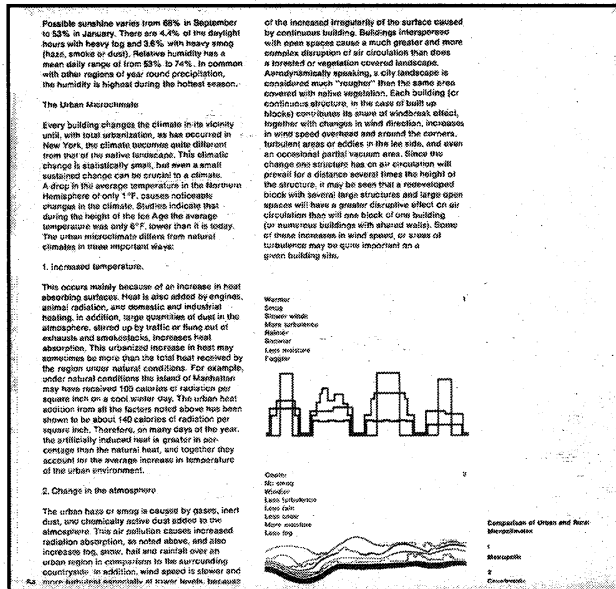 Possible sunshine varies from 68% in September
to 53% in January. There are 4.4% of the daylight
hours with heavy fog and 3.6% with heavy smog
(haze, smoke or dust). Relative humidity has a
mean daily range of from 53% to 74%. In common
with other regions of year round precipitation,
the humidity is highest during the hottest season.
The Urban Microclimate
Every building changes the climate in its vicinity
until, with total urbanization, as has occurred in
New York, the climate becomes quite different
from that of the native landscape. This climatic
change is statistically small, but even a small
sustained change can be crucial to a climate.
A drop in the average temperature in the Northern
Hemisphere of only 1°F. causes noticeable
changes in the climate. Studies indicate that
during the height of the Ice Age the average
temperature was only 6°F. lower than it is today.
The urban microclimate differs from natural
climates in three important ways:
1. Increased temperature.
This occurs mainly because of an increase in heat
absorbing surfaces. Heat is also added by engines,
animal radiation, and domestic and industrial
heating. In addition, large quantities of dust in the
atmosphere, stirred up by traffic or flung out of
exhausts and smokestacks, increases heat
absorption. This urbanized increase in heat may
sometimes be more than the total heat received by
the region under natural conditions. For example,
under natural conditions the island of Manhattan
may have received 100 calories of radiation per
square inch on a cool winter day. The urban heat
addition from all the factors noted above has been
shown to be about 140 calories of radiation per
square inch. Therefore, on many days of the year,
the artificially induced heat is greater in per-
centage than the natural heat, and together they
account for the average increase in temperature
of the urban environment.
2. Change in the atmosphere
The urban haze or smog is caused by gases, inert
dust, and chemically active dust added to the
atmosphere. This air pollution causes increased
radiation absorption, as noted above, and also
increases fog, snow, hail and rainfall over an
urban region in comparison to the surrounding
countryside. In addition, wind speed is slower and
more turbulent especially at lower levels, because
of the increased irregularity of the surface caused
by continuous building. Buildings interspersed
with open spaces cause a much greater and more
complex disruption of air circulation than does
a forested or vegetation covered landscape.
Aerodynamically speaking, a city landscape is
considered much "rougher" than the same area
covered with native vegetation. Each building (or
continuous structure, in the case of built up
blocks) contributes its share of windbreak effect,
together with changes in wind direction, increases
in wind speed overhead and around the corners,
turbulent areas or eddies in the lee side, and even
an occasional partial vacuum area. Since the
change one structure has on air circulation will
prevail for a distance several times the height of
the structure, it may be seen that a redeveloped
block with several large structures and large open
spaces will have a greater disruptive effect on air
circulation than will one block of one building
(or numerous buildings with shared walls). Some
of these increases in wind speed, or areas of
turbulence may be quite important on a
given building site.
Warmer 1
Smog
Slower winds
More turbulence
Rainier
Snowier
Less moisture
Foggier
Cooler 2
No smog
Windier
Less turbulence
Less rain
Less snow
More moisture
Less fog
Comparison of Urban and Rural
1
Megalopolis
2